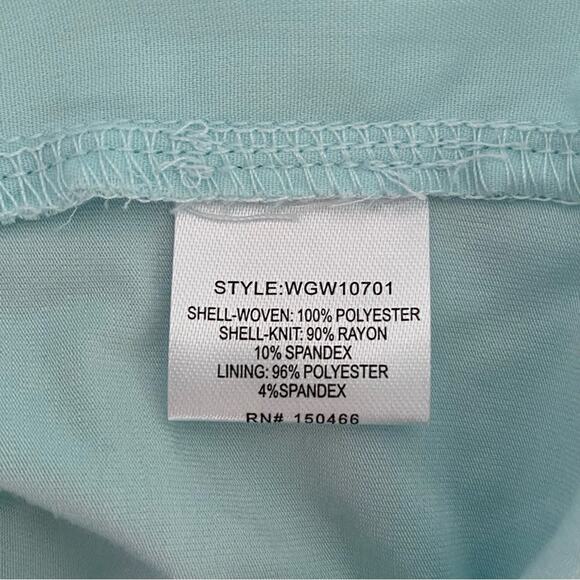 STYLE:WGW10701
SHELL-WOVEN: 100% POLYESTER
SHELL-KNIT: 90% RAYON
10% SPANDEX
LINING: 96% POLYESTER
4%SPANDEX
RN# 150466